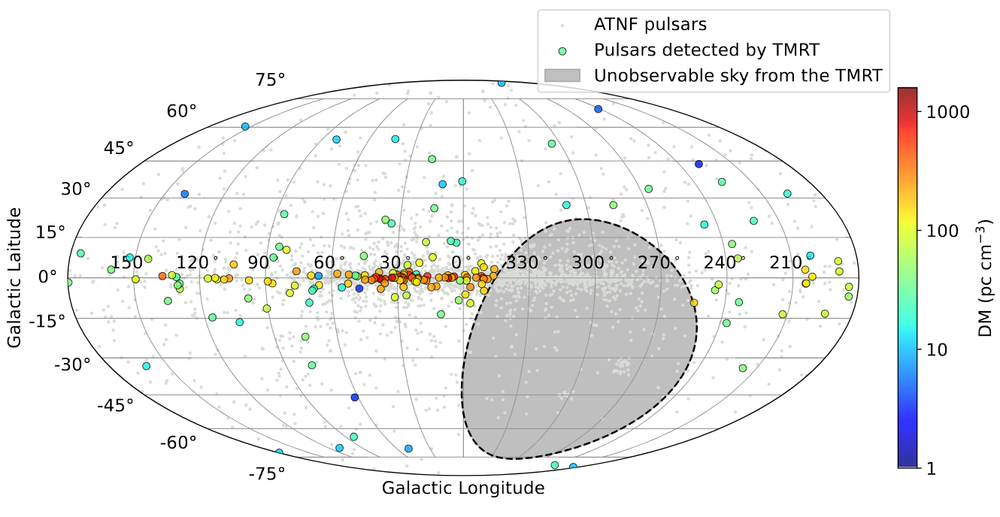 ATNF pulsars
Pulsars detected by TMRT
Unobservable sky from the TMRT
75°
60°
45°
30°
15°
0°
-15°
-30°
-45°
-60°
-75°
150° 120° 90° 60° 30° 0° 330° 300° 270° 240° 210°
Galactic Laitude
Galactic Longitude
1000
100
10
1
DM (pc cm⁻³)